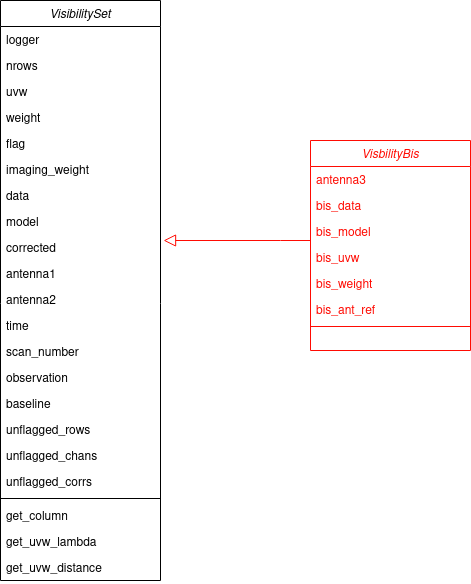 VisibilitySet
logger
nrows
uvw
weight
flag
imaging_weight
data
model
corrected
antenna1
antenna2
time
scan_number
observation
baseline
unflagged_rows
unflagged_chans
unflagged_corrs
get_column
get_uvw_lambda
get_uvw_distance
VisbilityBis
antenna3
bis_data
bis_model
bis_uvw
bis_weight
bis_ant_ref